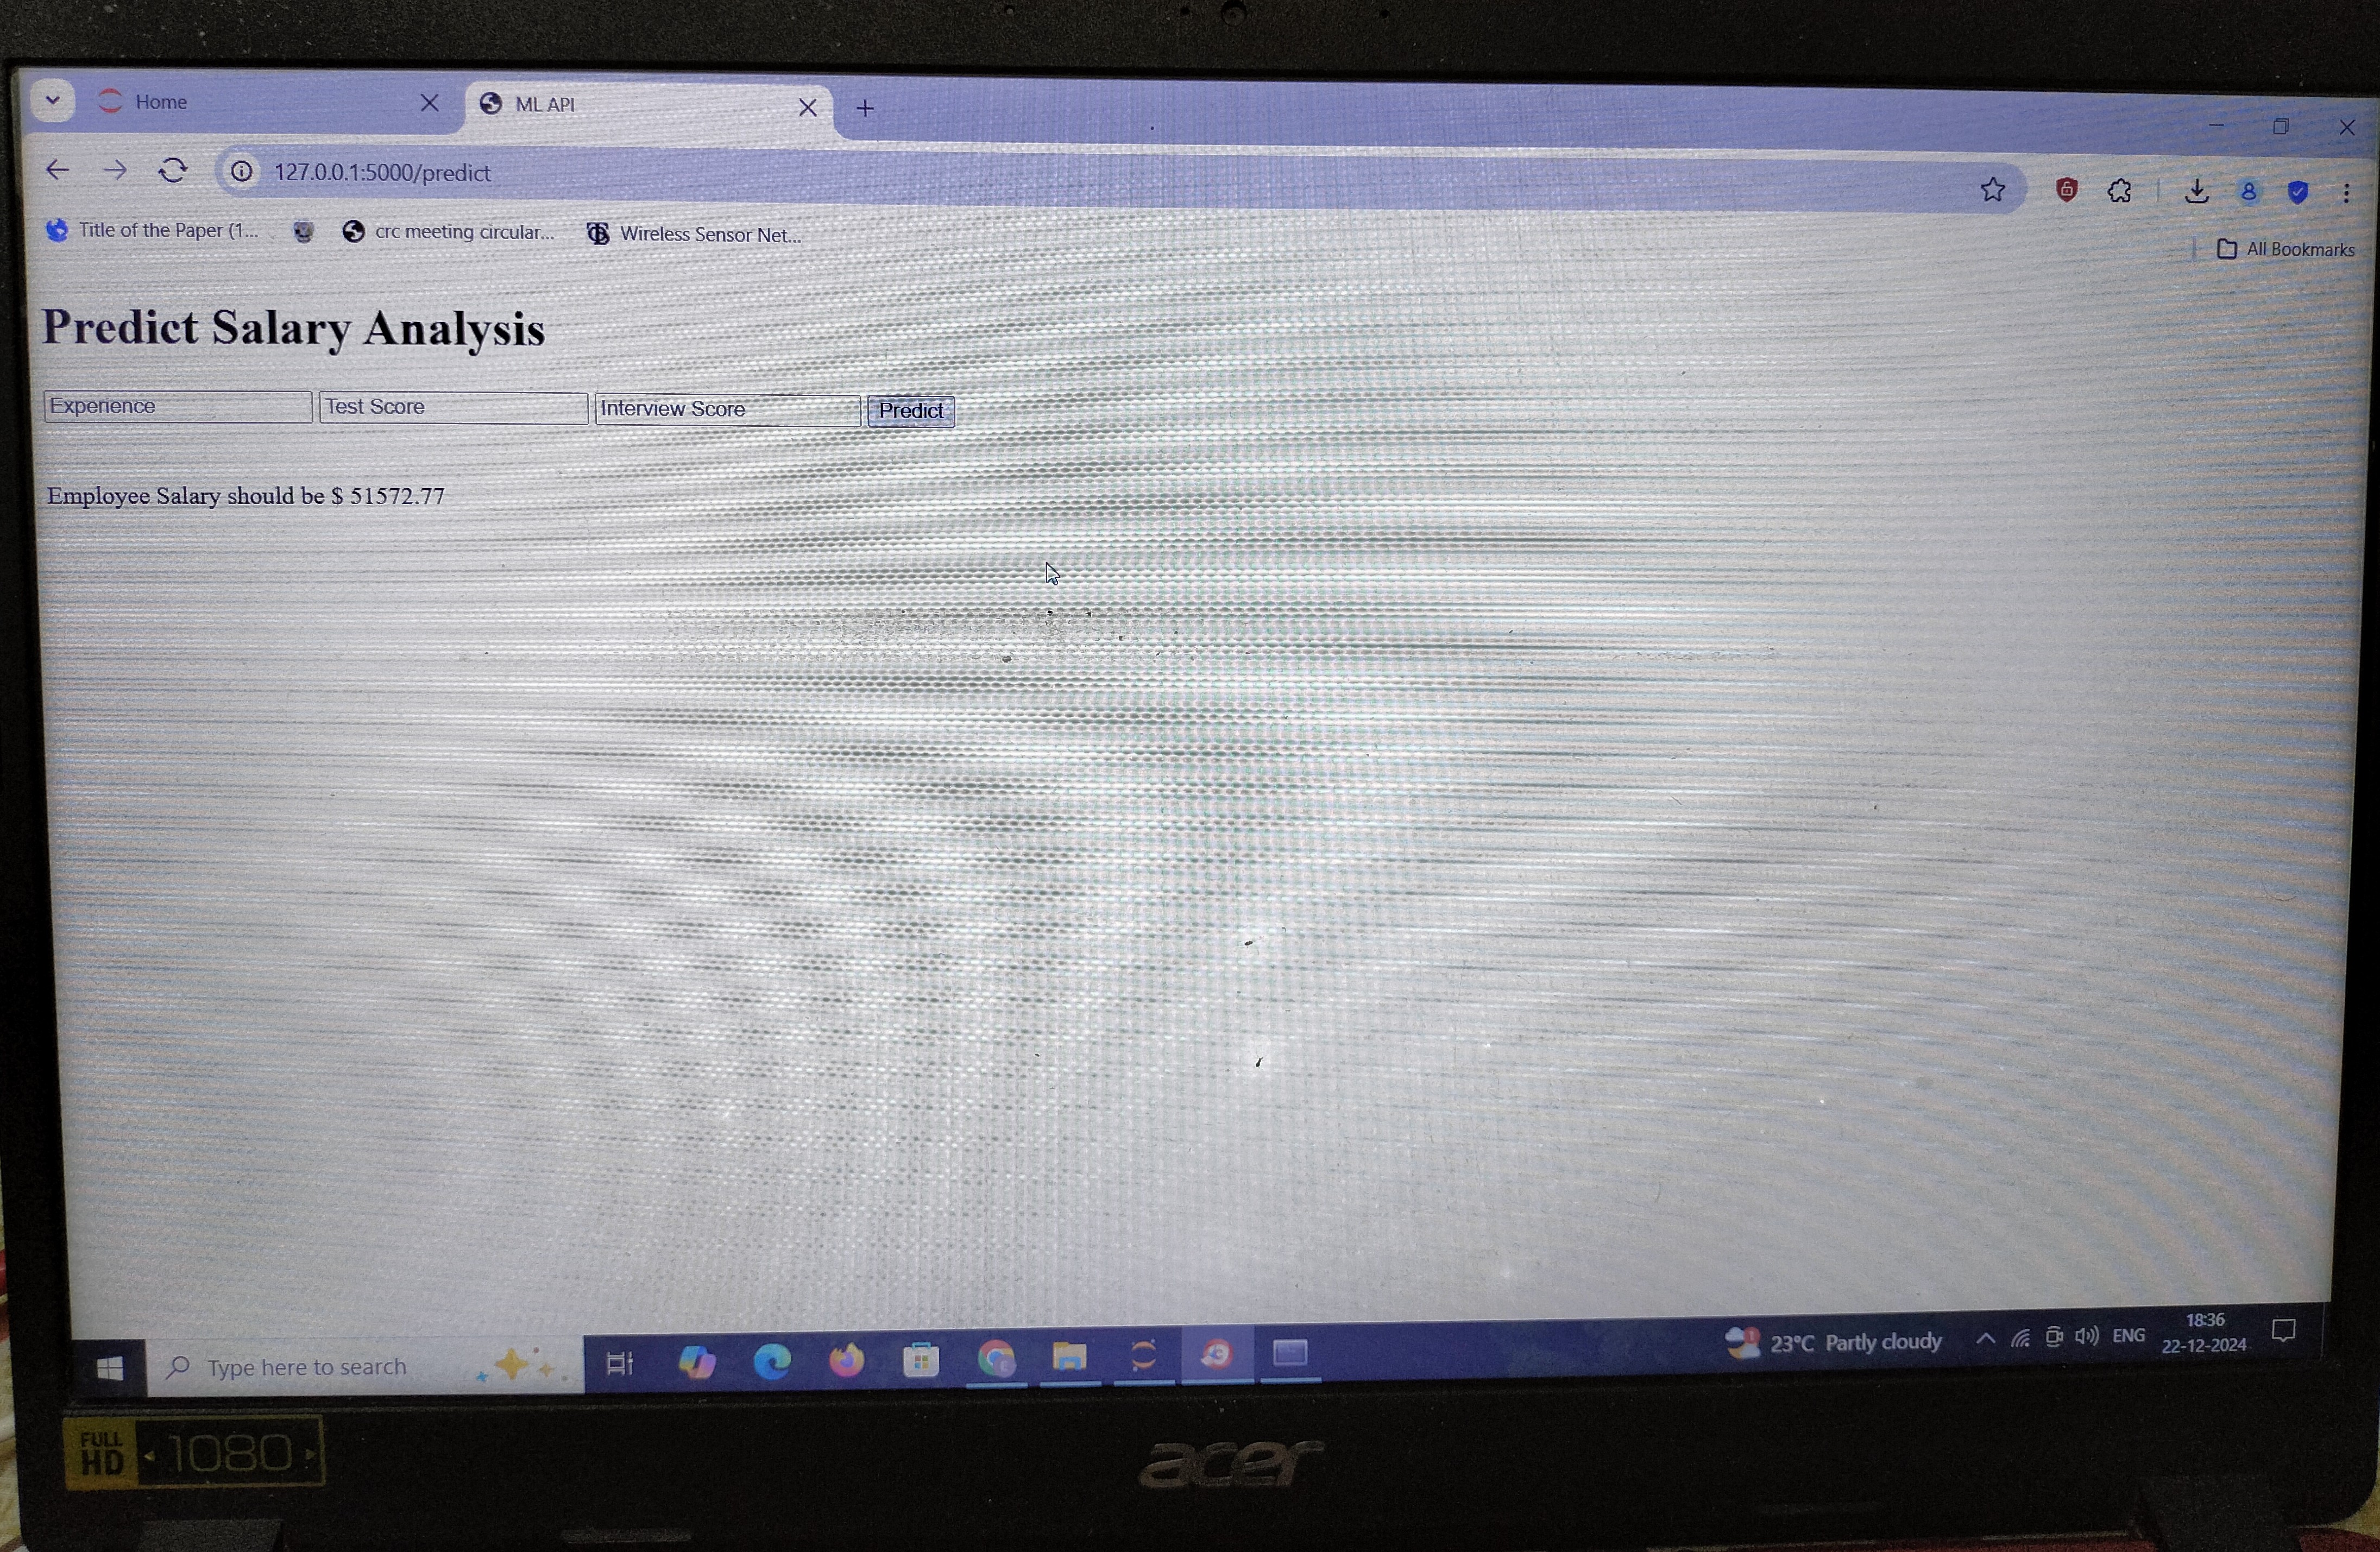 Home
ML API
127.0.0.1:5000/predict
Title of the Paper (1...
crc meeting circular...
Wireless Sensor Net...
All Bookmarks
Predict Salary Analysis
Experience Test Score Interview Score Predict
Employee Salary should be $ 51572.77
Type here to search
23°C Partly cloudy
ENG
18:36
22-12-2024
FULL HD 1080
acer